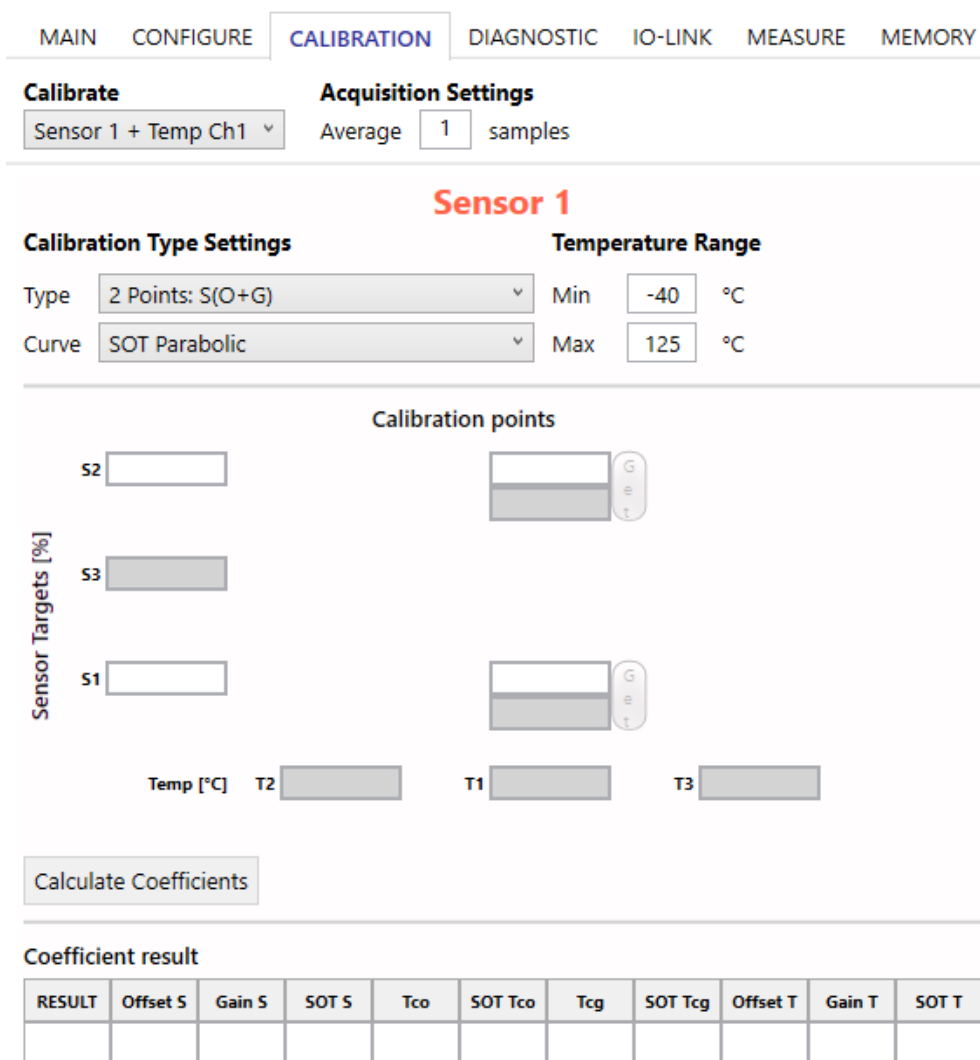 MAIN CONFIGURE CALIBRATION DIAGNOSTIC IO-LINK MEASURE MEMORY
Calibrate Acquisition Settings
Sensor 1 + Temp Ch1 Average 1 samples
Sensor 1
Calibration Type Settings Temperature Range
Type 2 Points: S(O+G) Min -40 °C
Curve SOT Parabolic Max 125 °C
Calibration points
Sensor Targets [%]
S2 Get
S3
S1 Get
Temp [°C] T2 T1 T3
Calculate Coefficients
Coefficient result
RESULT Offset S Gain S SOT S Tco SOT Tco Tcg SOT Tcg Offset T Gain T SOT T